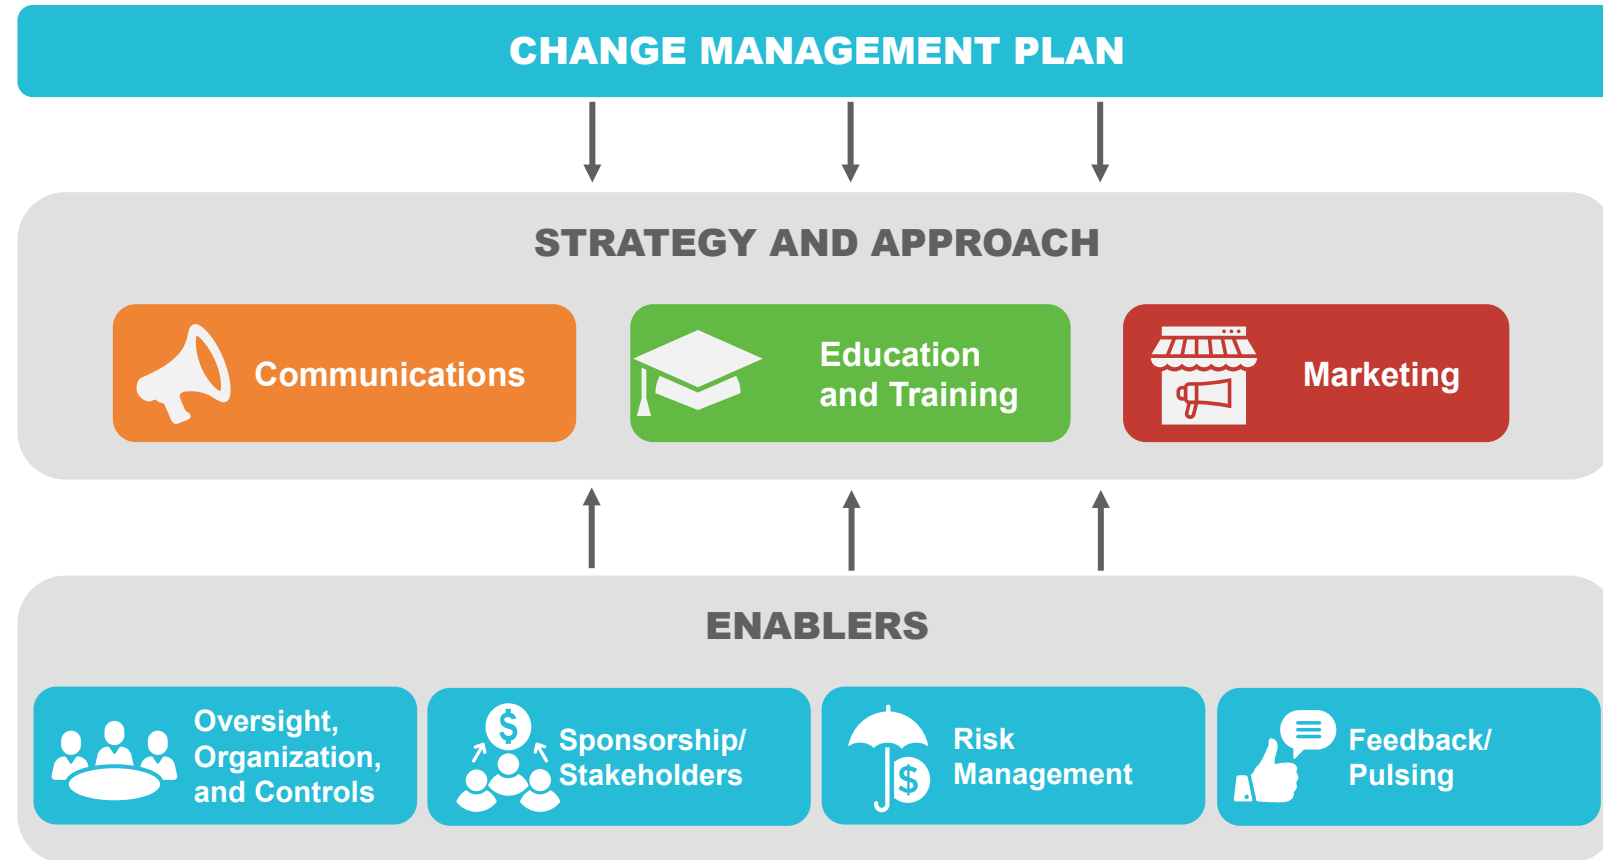 CHANGE MANAGEMENT PLAN
STRATEGY AND APPROACH
Communications
Education
and Training
Marketing
ENABLERS
Oversight,
Organization,
and Controls
$
Sponsorship/
Stakeholders
$
Risk
Management
Feedback/
Pulsing